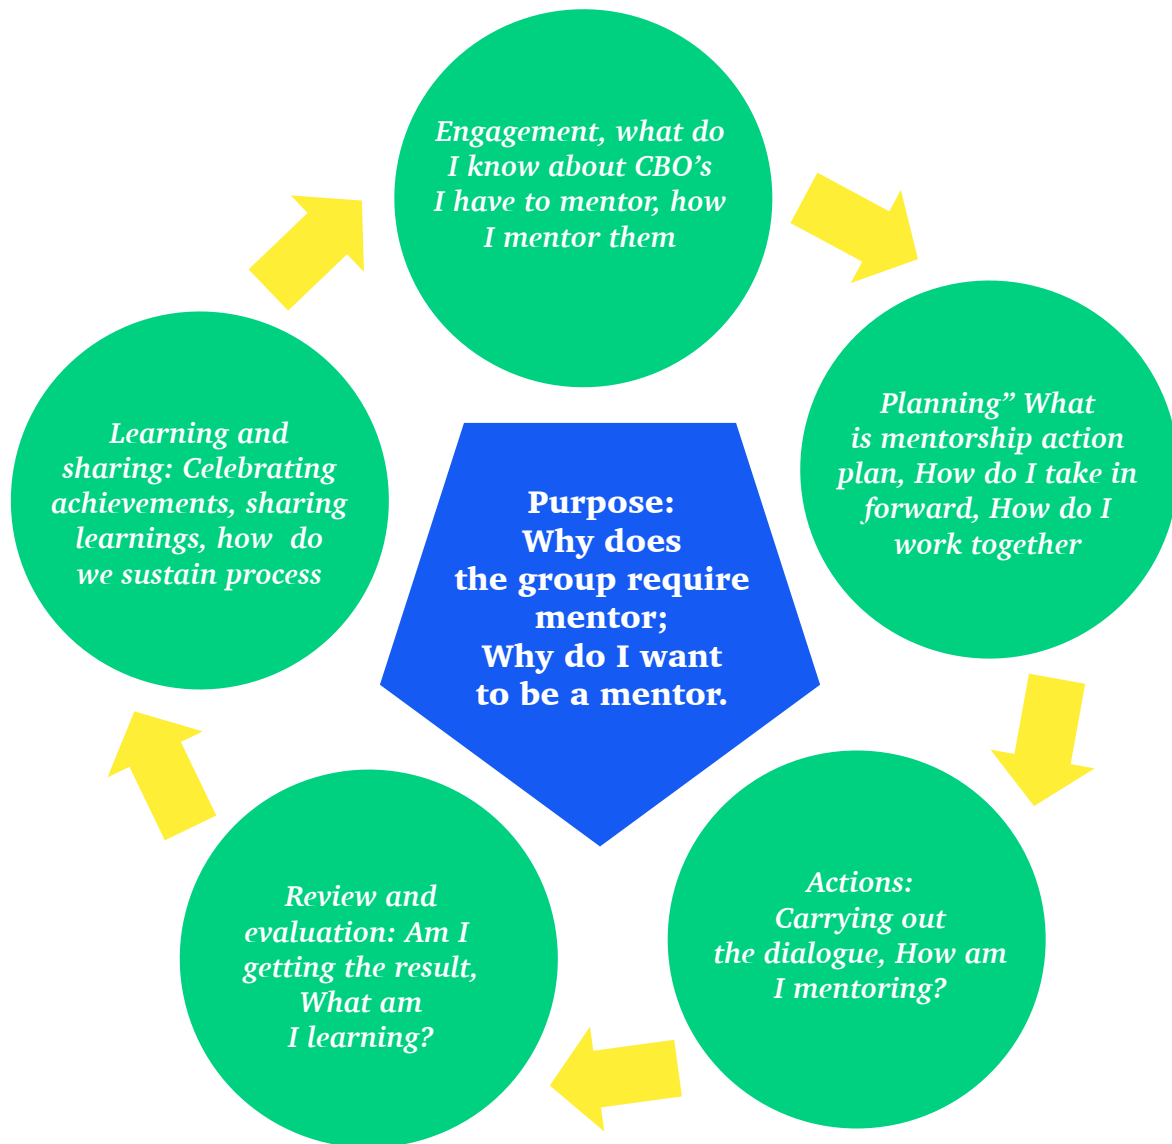 Engagement, what do
I know about CBO’s
I have to mentor, how
I mentor them
Planning” What
is mentorship action
plan, How do I take in
forward, How do I
work together
Learning and
sharing: Celebrating
achievements, sharing
learnings, how  do
we sustain process
Purpose:
Why does
the group require
mentor;
Why do I want
to be a mentor.
Actions:
Carrying out
the dialogue, How am
I mentoring?
Review and
evaluation: Am I
getting the result,
What am
I learning?